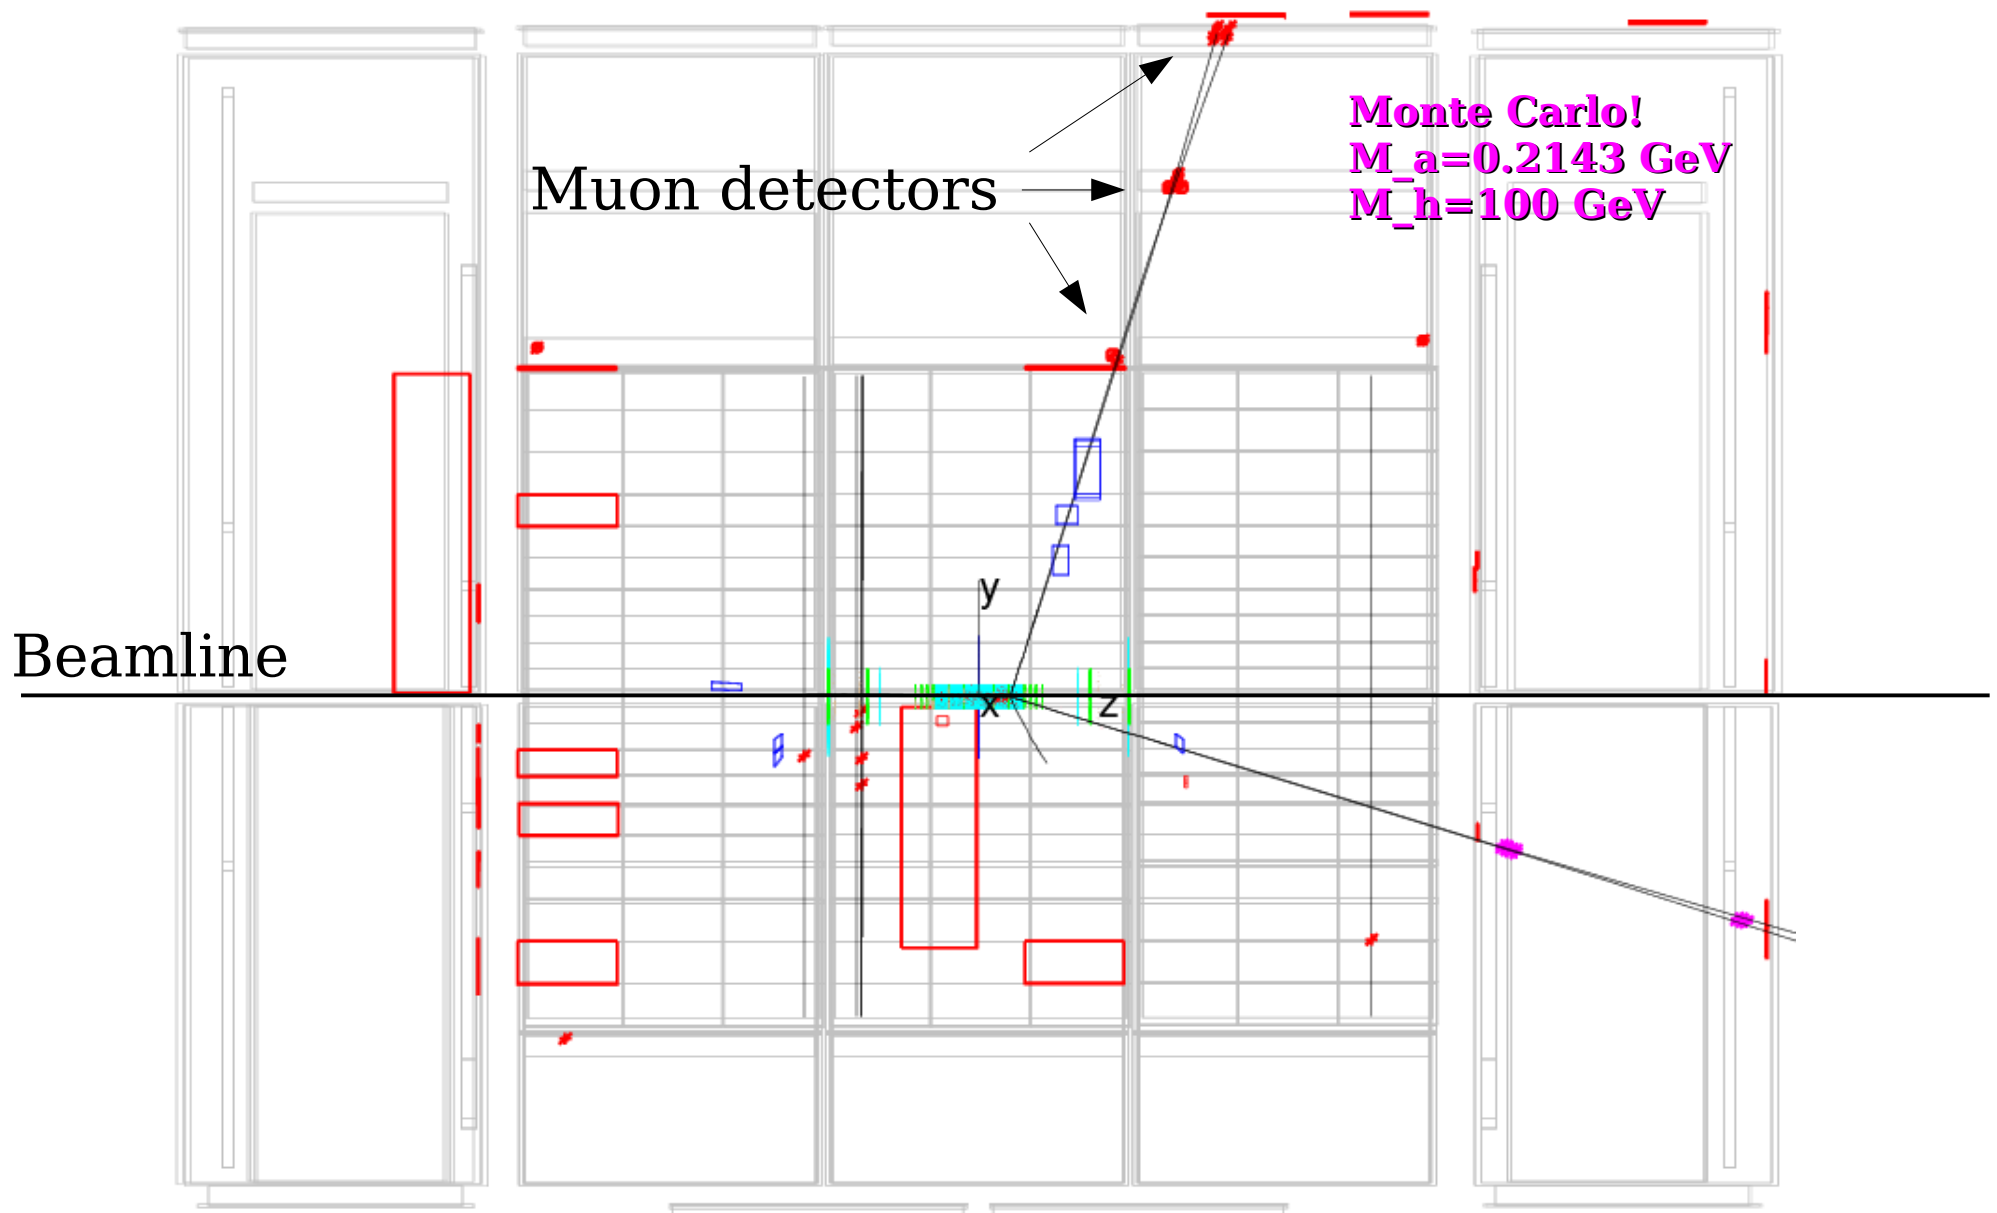 Monte Carlo!
M_a=0.2143 GeV
M_h=100 GeV
Muon detectors
y
Beamline
x
z